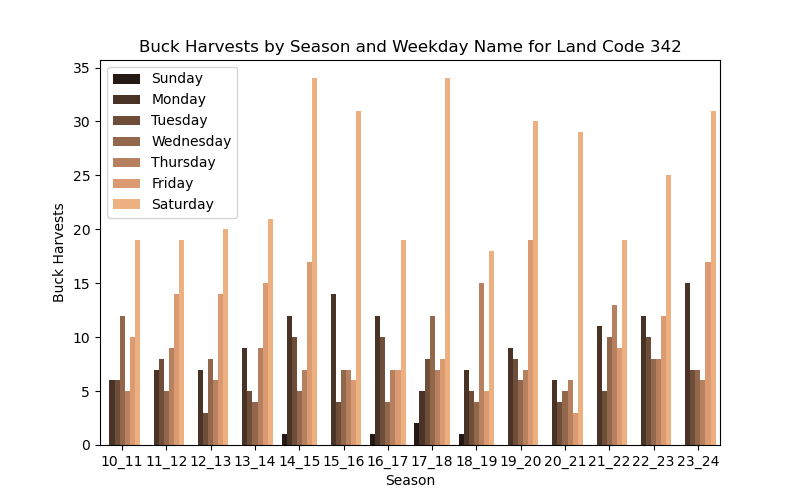 Buck Harvests by Season and Weekday Name for Land Code 342
Buck Harvests
35
30
25
20
15
10
5
0
Sunday
Monday
Tuesday
Wednesday
Thursday
Friday
Saturday
10_11 11_12 12_13 13_14 14_15 15_16 16_17 17_18 18_19 19_20 20_21 21_22 22_23 23_24
Season